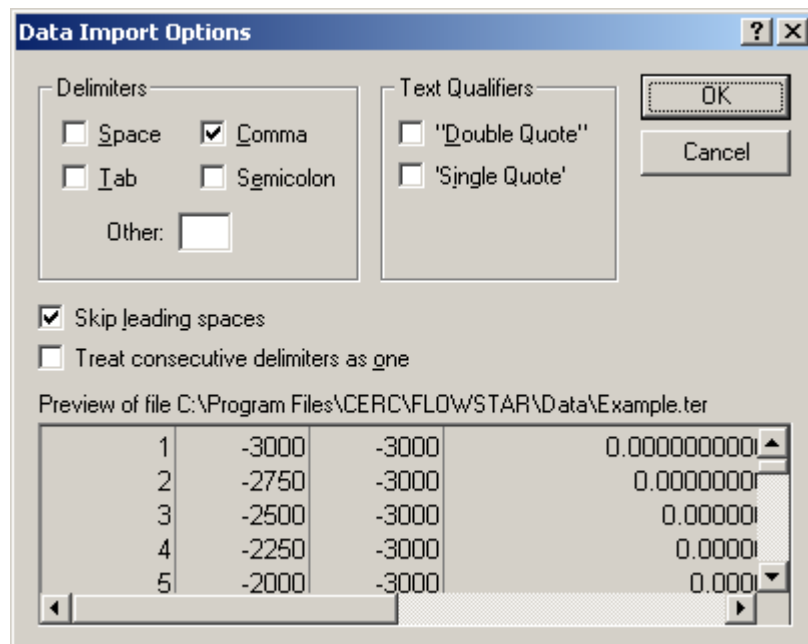 Data Import Options
Delimiters
Space
Comma
Tab
Semicolon
Other:
Text Qualifiers
"Double Quote"
'Single Quote'
OK
Cancel
Skip leading spaces
Treat consecutive delimiters as one
Preview of file C:\Program Files\CERC\FLOWSTAR\Data\Example.ter
1 -3000 -3000 0.000000000
2 -2750 -3000 0.0000000
3 -2500 -3000 0.00000
4 -2250 -3000 0.0000
5 -2000 -3000 0.000